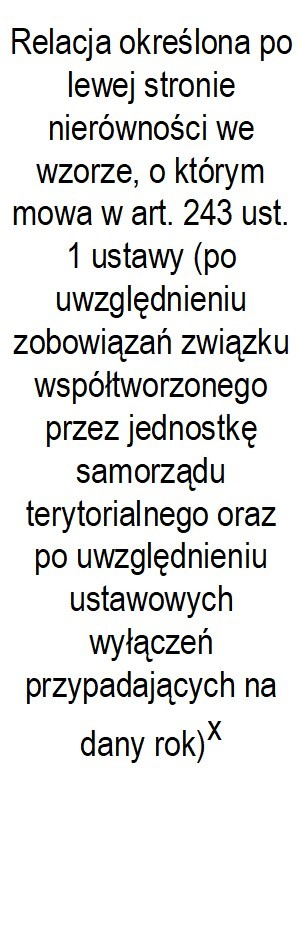 Relacja określona po
lewej stronie
nierówności we
wzorze, o którym
mowa w art. 243 ust.
1 ustawy (po
uwzględnieniu
zobowiązań związku
współtworzonego
przez jednostkę
samorządu
terytorialnego oraz
po uwzględnieniu
ustawowych
wyłączeń
przypadających na
dany rok)ˣ